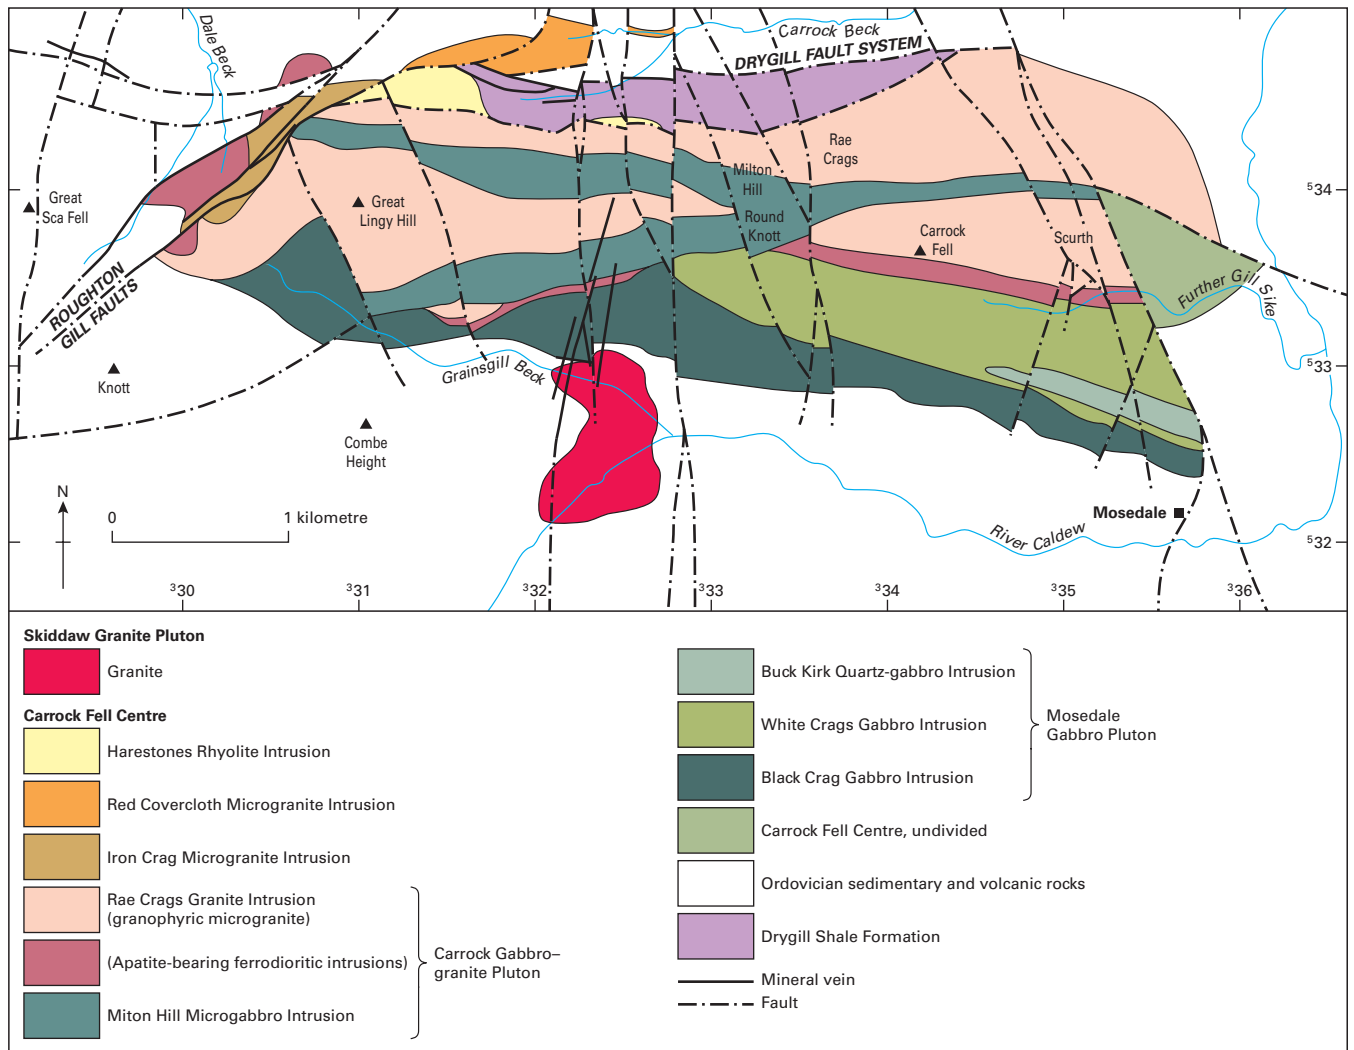 Dale Beck
Carrock Beck
DRYGILL FAULT SYSTEM
Rae
Crags
Milton
Hill
Great
Sca Fell
Great
Lingy Hill
Round
Knott
Carrock
Fell
Scurth
Further Gill Sike
ROUGHTON
GILL FAULTS
Knott
Grainsgill Beck
Combe
Height
Mosedale
River Caldew
⁵34
⁵33
⁵32
N
0
1 kilometre
³30
³31
³32
³33
³34
³35
³36
Skiddaw Granite Pluton
Granite
Carrock Fell Centre
Harestones Rhyolite Intrusion
Red Covercloth Microgranite Intrusion
Iron Crag Microgranite Intrusion
Rae Crags Granite Intrusion
(granophyric microgranite)
(Apatite-bearing ferrodioritic intrusions)
Miton Hill Microgabbro Intrusion
Carrock Gabbro–
granite Pluton
Buck Kirk Quartz-gabbro Intrusion
White Crags Gabbro Intrusion
Black Crag Gabbro Intrusion
Mosedale
Gabbro Pluton
Carrock Fell Centre, undivided
Ordovician sedimentary and volcanic rocks
Drygill Shale Formation
Mineral vein
Fault